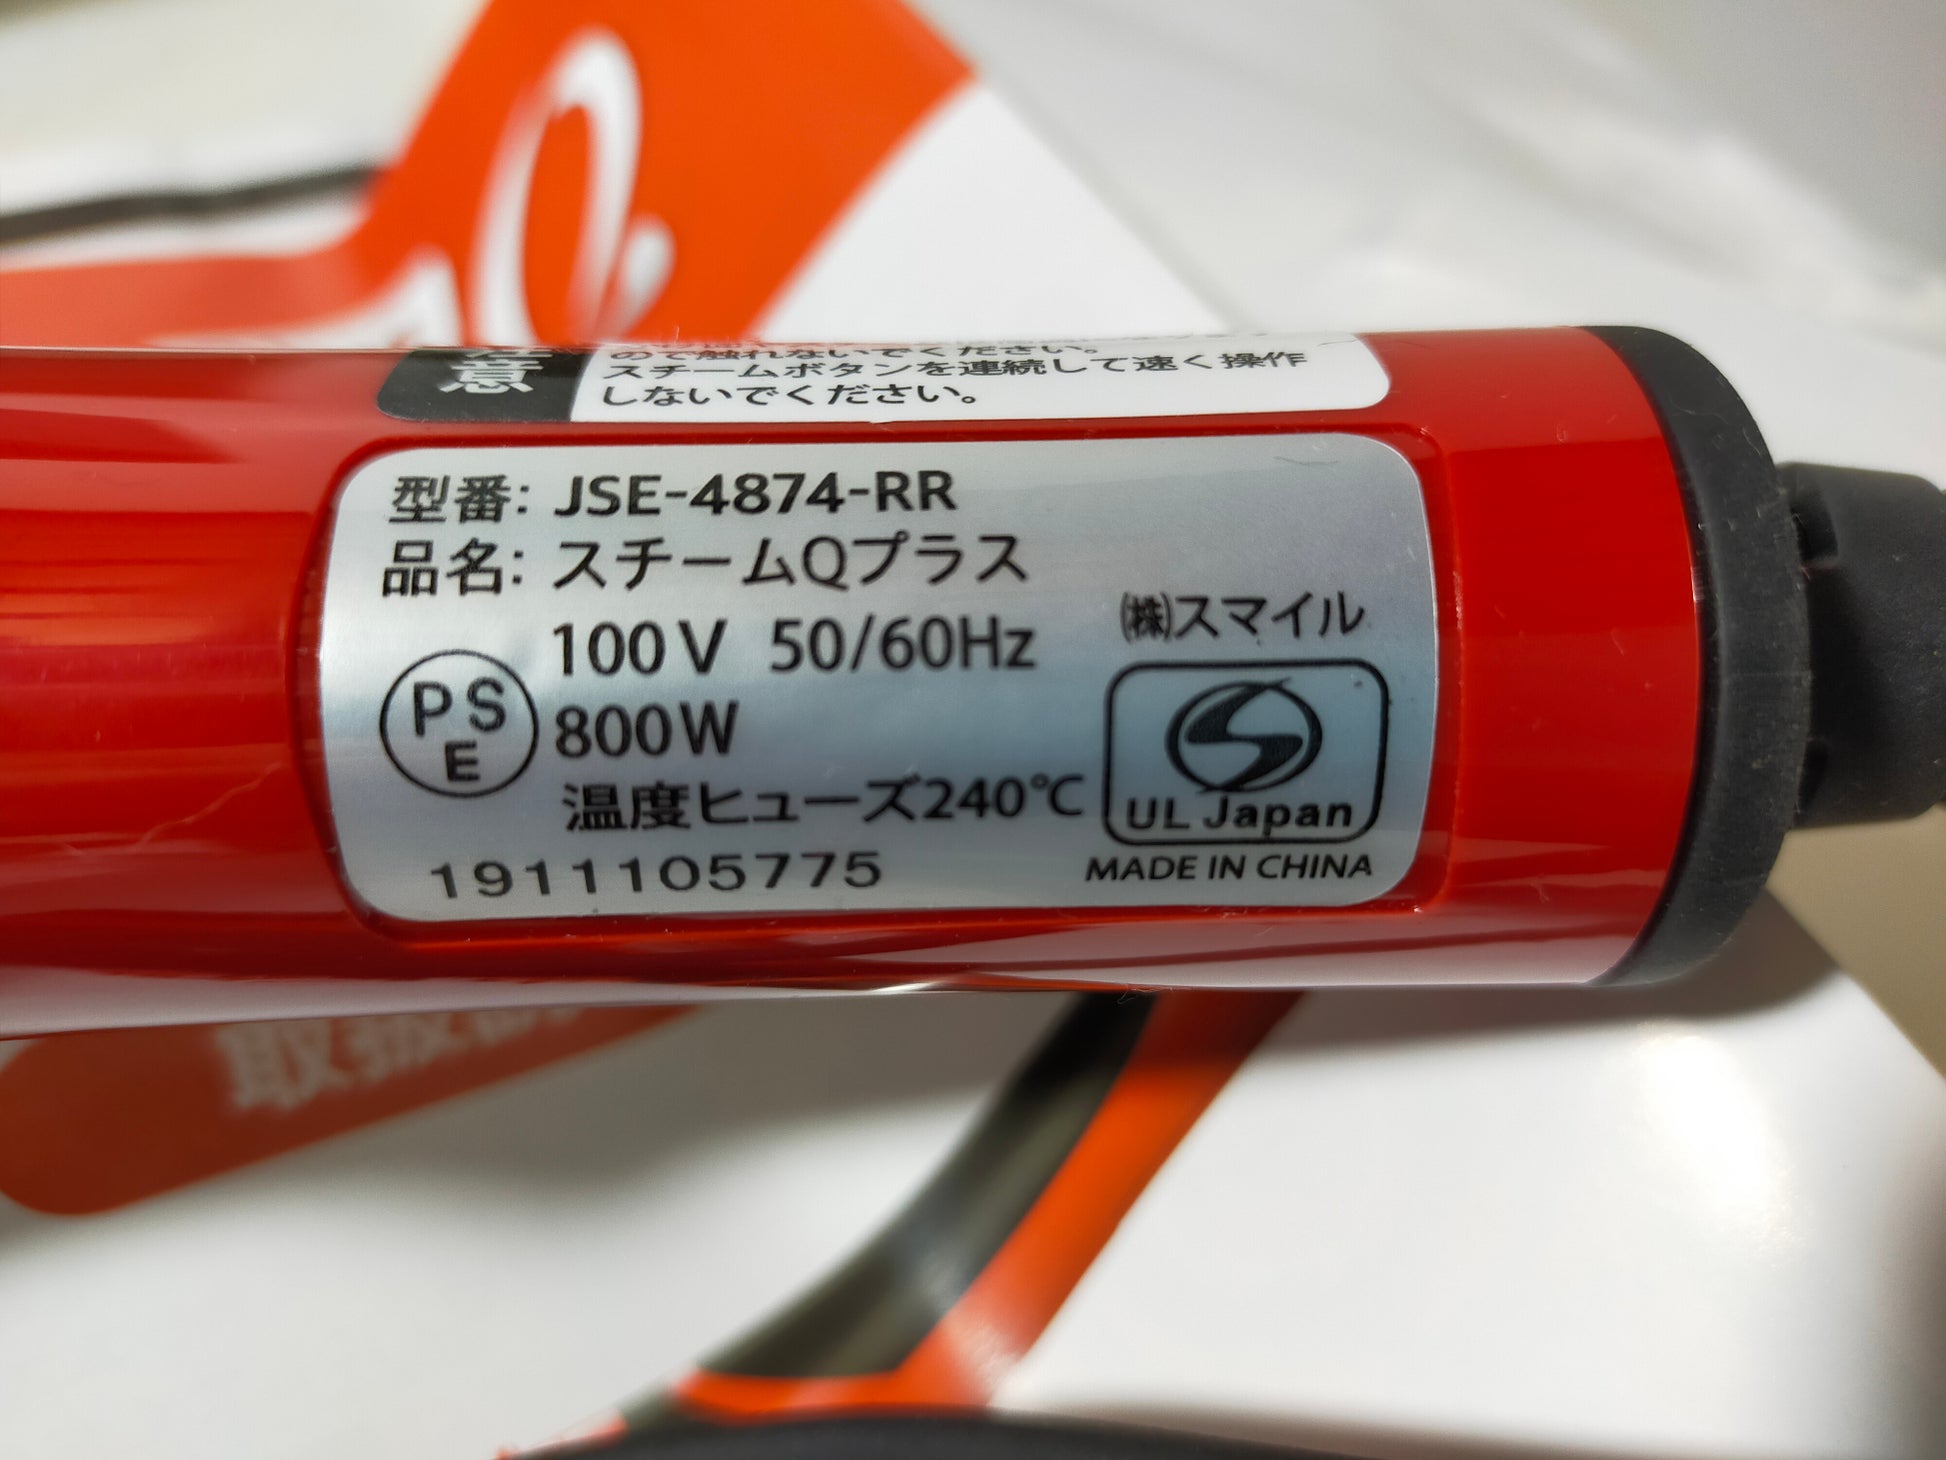 意
ので触れないでください。
スチームボタンを連続して速く操作
しないでください。
型番: JSE-4874-RR
品名: スチームQプラス
100V 50/60Hz
PSE
800W
温度ヒューズ240℃
1911105775
㈱スマイル
UL Japan
MADE IN CHINA
取扱